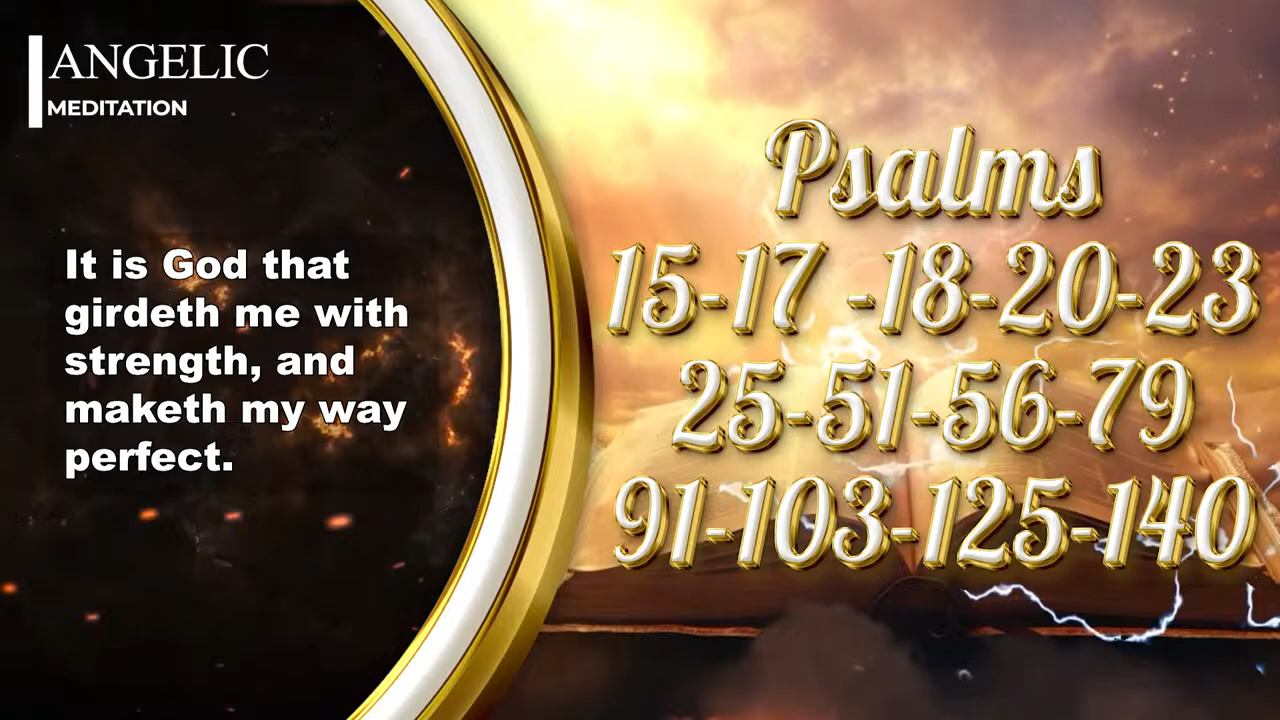 ANGELIC
MEDITATION
It is God that
girdeth me with
strength, and
maketh my way
perfect.
Psalms
15-17 -18-20-23
25-51-56-79
91-103-125-140